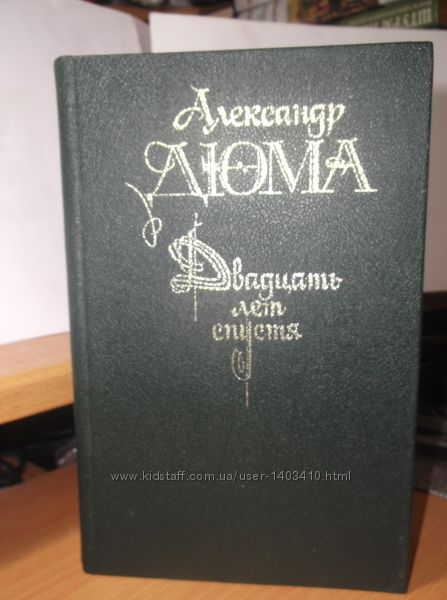 Александр
ДЮМА
Двадцать
лет
спустя
www.kidstaff.com.ua/user-1403410.html